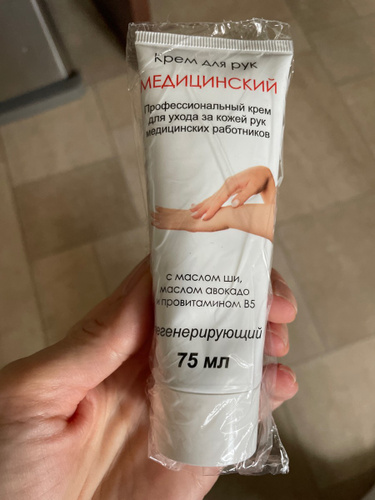 Крем для рук
МЕДИЦИНСКИЙ
Профессиональный крем
для ухода за кожей рук
медицинских работников
с маслом ши,
маслом авокадо
и провитамином В5
регенерирующий
75 мл